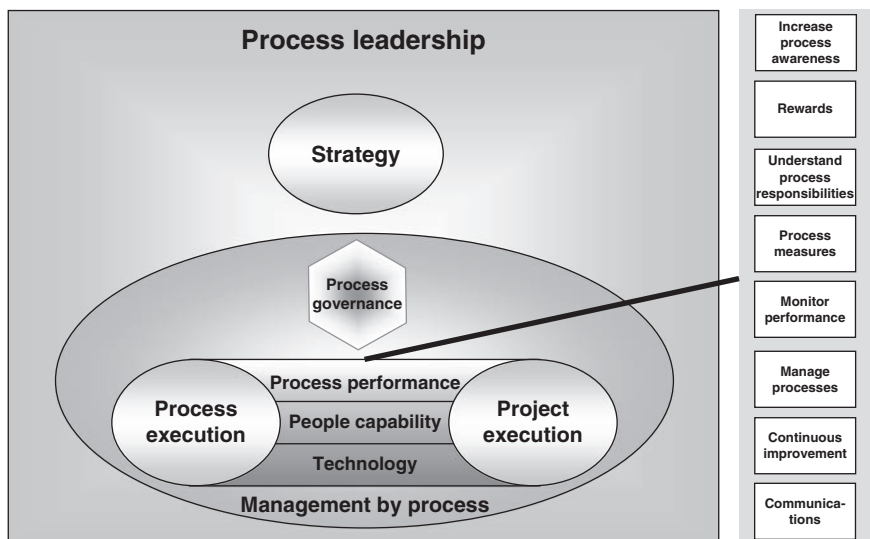 Process leadership
Strategy
Process
governance
Process performance
Process
execution
People capability
Project
execution
Technology
Management by process
Increase
process
awareness
Rewards
Understand
process
responsibilities
Process
measures
Monitor
performance
Manage
processes
Continuous
improvement
Communica-
tions